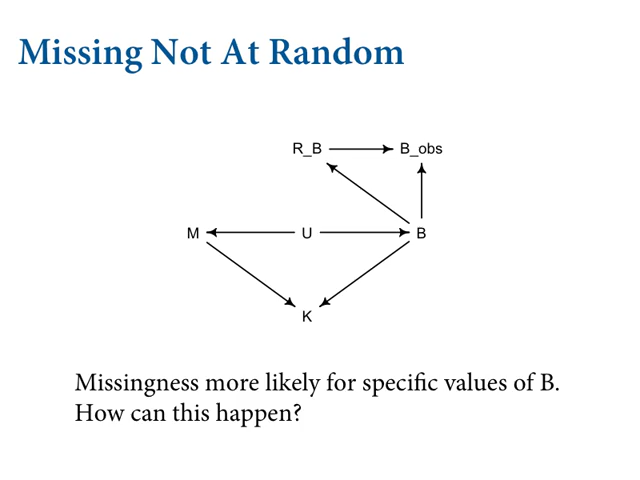 Missing Not At Random
R_B B_obs
M U B
K
Missingness more likely for specific values of B.
How can this happen?